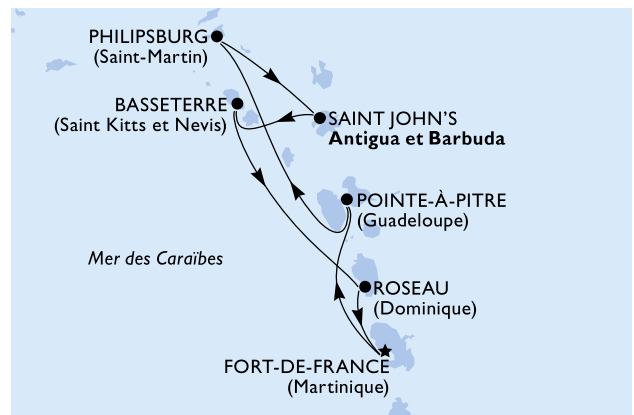 PHILIPSBURG
(Saint-Martin)
BASSETERRE
(Saint Kitts et Nevis)
SAINT JOHN'S
Antigua et Barbuda
POINTE-À-PITRE
(Guadeloupe)
Mer des Caraïbes
ROSEAU
(Dominique)
FORT-DE-FRANCE
(Martinique)